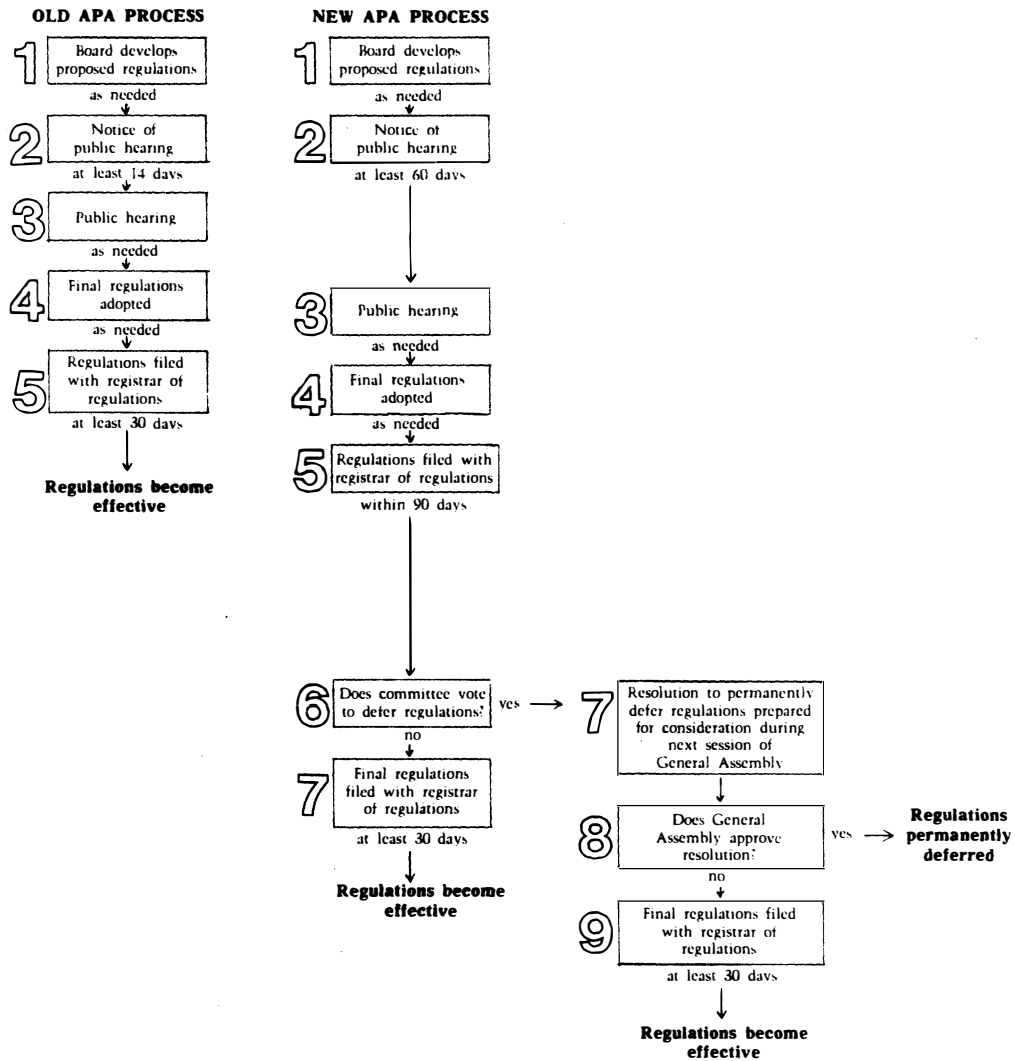 OLD APA PROCESS
1
Board develops
proposed regulations
as needed
2
Notice of
public hearing
at least 14 days
3
Public hearing
as needed
4
Final regulations
adopted
as needed
5
Regulations filed
with registrar of
regulations
at least 30 days
Regulations become
effective
NEW APA PROCESS
1
Board develops
proposed regulations
as needed
2
Notice of
public hearing
at least 60 days
3
Public hearing
as needed
4
Final regulations
adopted
as needed
5
Regulations filed with
registrar of regulations
within 90 days
6
Does committee vote
to defer regulations?
yes
no
7
Final regulations
filed with registrar
of regulations
at least 30 days
Regulations become
effective
7
Resolution to permanently
defer regulations prepared
for consideration during
next session of
General Assembly
8
Does General
Assembly approve
resolution?
yes
Regulations
permanently
deferred
no
9
Final regulations filed
with registrar of
regulations
at least 30 days
Regulations become
effective